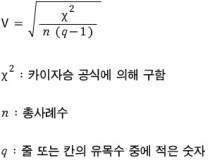 V = √(χ² / n (q−1))
χ² : 카이자승 공식에 의해 구함
n : 총사례수
q : 줄 또는 칸의 유목수 중에 적은 숫자